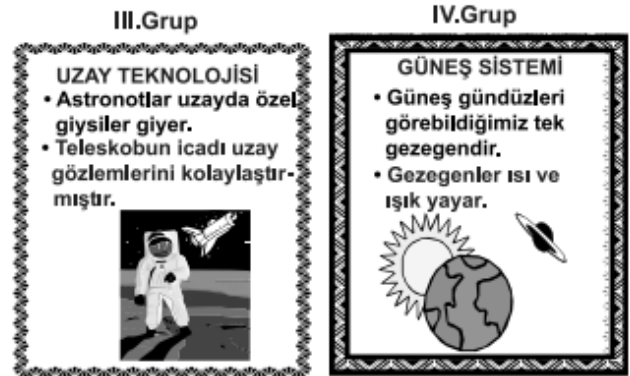 III.Grup
UZAY TEKNOLOJİSİ
• Astronotlar uzayda özel
giysiler giyer.
• Teleskobun icadı uzay
gözlemlerini kolaylaştır-
mıştır.
IV.Grup
GÜNEŞ SİSTEMİ
• Güneş gündüzleri
görebildiğimiz tek
gezegendir.
• Gezegenler ısı ve
ışık yayar.